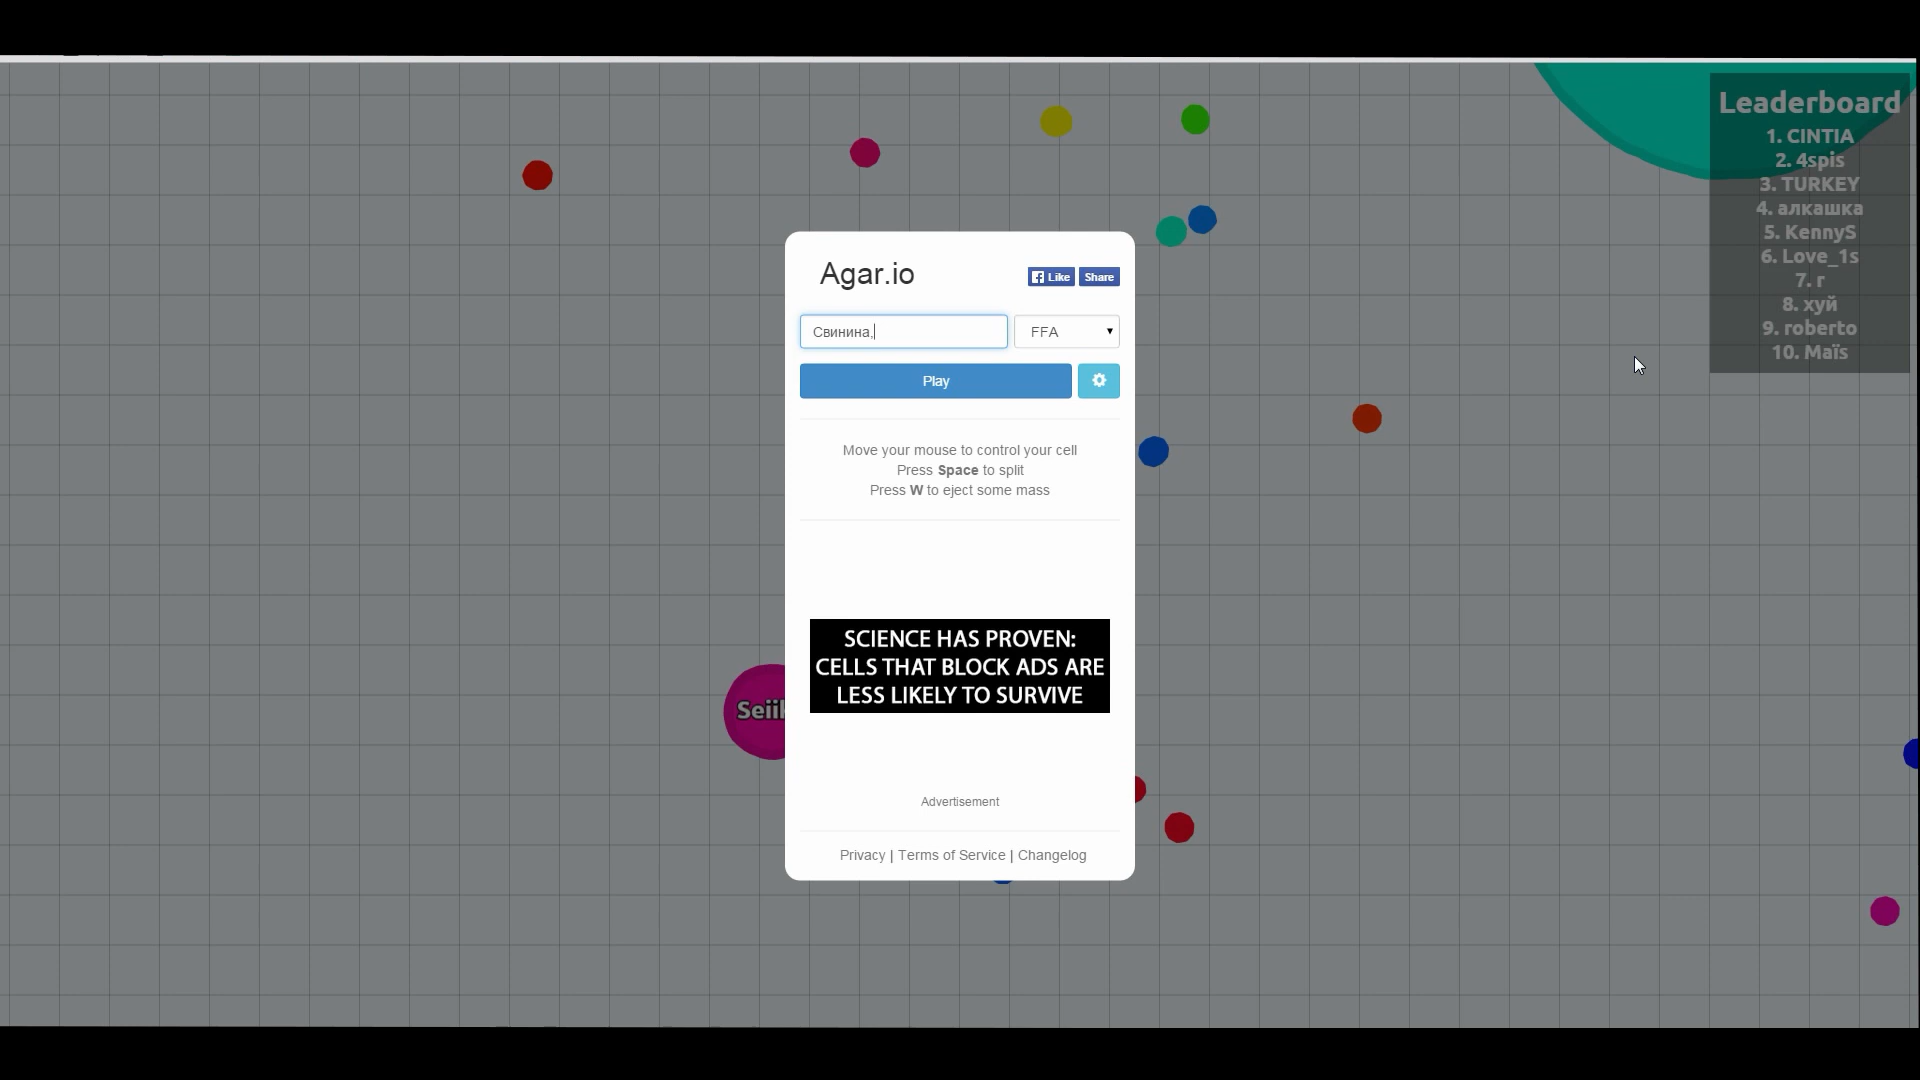 Leaderboard
1. CINTIA
2. 4spis
3. TURKEY
4. алкашка
5. KennyS
6. Love_1s
7. г
8. хуй
9. roberto
10. Maïs
Agar.io
Like Share
Свинина,
FFA
Play
Move your mouse to control your cell
Press Space to split
Press W to eject some mass
SCIENCE HAS PROVEN:
CELLS THAT BLOCK ADS ARE
LESS LIKELY TO SURVIVE
Advertisement
Privacy | Terms of Service | Changelog